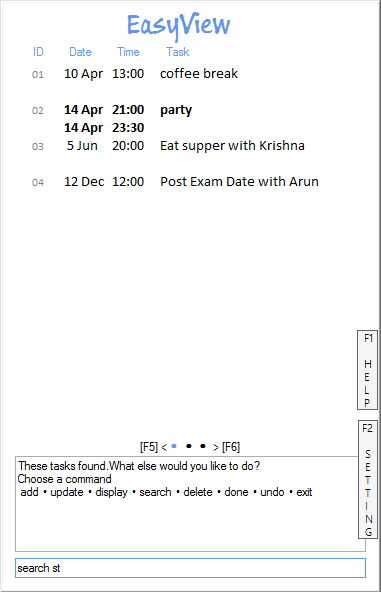 EasyView
ID Date Time Task
01 10 Apr 13:00 coffee break
02 14 Apr 21:00 party
14 Apr 23:30
03 5 Jun 20:00 Eat supper with Krishna
04 12 Dec 12:00 Post Exam Date with Arun
F1
H
E
L
P
F2
S
E
T
T
I
N
G
[F5] < • • • > [F6]
These tasks found.What else would you like to do?
Choose a command
add • update • display • search • delete • done • undo • exit
search st